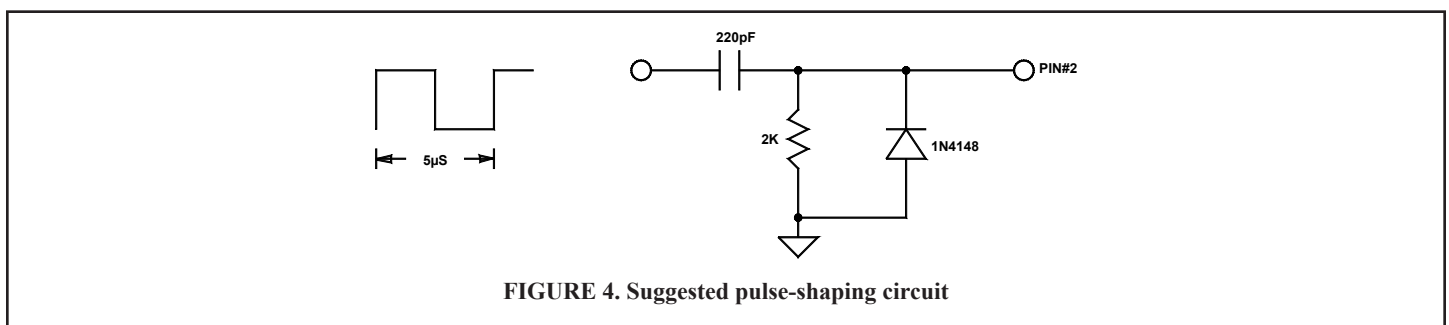 220pF
PIN#2
2K
1N4148
5µS
FIGURE 4. Suggested pulse-shaping circuit